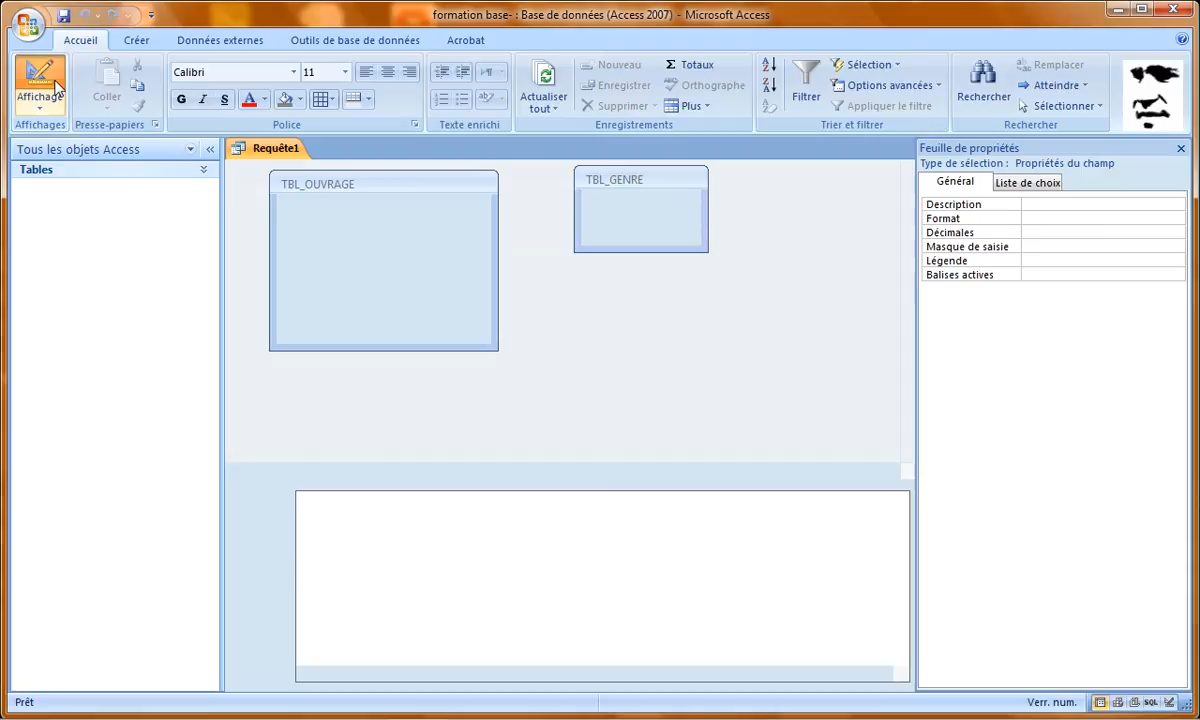 formation base- : Base de données (Access 2007) - Microsoft Access
Accueil Créer Données externes Outils de base de données Acrobat
Affichage
Affichages
Coller
Presse-papiers
Calibri 11
G I S A
Police
Texte enrichi
Actualiser tout
Nouveau
Enregistrer
Supprimer
Σ Totaux
Orthographe
Plus
Enregistrements
Filtrer
Sélection
Options avancées
Appliquer le filtre
Trier et filtrer
Rechercher
Remplacer
Atteindre
Sélectionner
Rechercher
Tous les objets Access
Tables
Requête1
TBL_OUVRAGE
TBL_GENRE
Feuille de propriétés
Type de sélection : Propriétés du champ
Général Liste de choix
Description
Format
Décimales
Masque de saisie
Légende
Balises actives
Prêt
Verr. num.
SQL